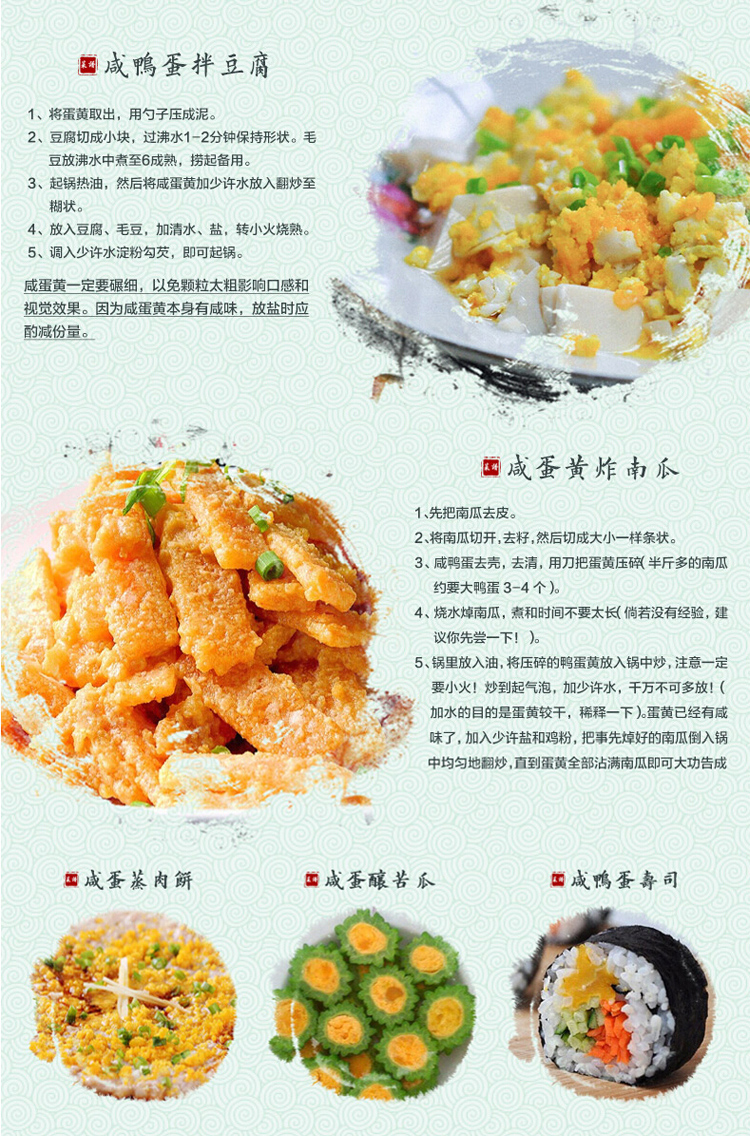 菜譜 咸鴨蛋拌豆腐
1、将蛋黄取出，用勺子压成泥。
2、豆腐切成小块，过沸水1-2分钟保持形状。毛
豆放沸水中煮至6成熟，捞起备用。
3、起锅热油，然后将咸蛋黄加少许水放入翻炒至
糊状。
4、放入豆腐、毛豆，加清水、盐，转小火烧熟。
5、调入少许水淀粉勾芡，即可起锅。
咸蛋黄一定要碾细，以免颗粒太粗影响口感和
视觉效果。因为咸蛋黄本身有咸味，放盐时应
酌减份量。
菜譜 咸蛋黄炸南瓜
1、先把南瓜去皮。
2、将南瓜切开，去籽，然后切成大小一样条状。
3、咸鸭蛋去壳，去清，用刀把蛋黄压碎（半斤多的南瓜
约要大鸭蛋 3-4 个）。
4、烧水焯南瓜，煮和时间不要太长（倘若没有经验，建
议你先尝一下！）。
5、锅里放入油，将压碎的鸭蛋黄放入锅中炒，注意一定
要小火！炒到起气泡，加少许水，千万不可多放！（
加水的目的是蛋黄较干，稀释一下）。蛋黄已经有咸
味了，加入少许盐和鸡粉，把事先焯好的南瓜倒入锅
中均匀地翻炒，直到蛋黄全部沾满南瓜即可大功告成
菜譜 咸蛋蒸肉餅
菜譜 咸蛋釀苦瓜
菜譜 咸鴨蛋壽司